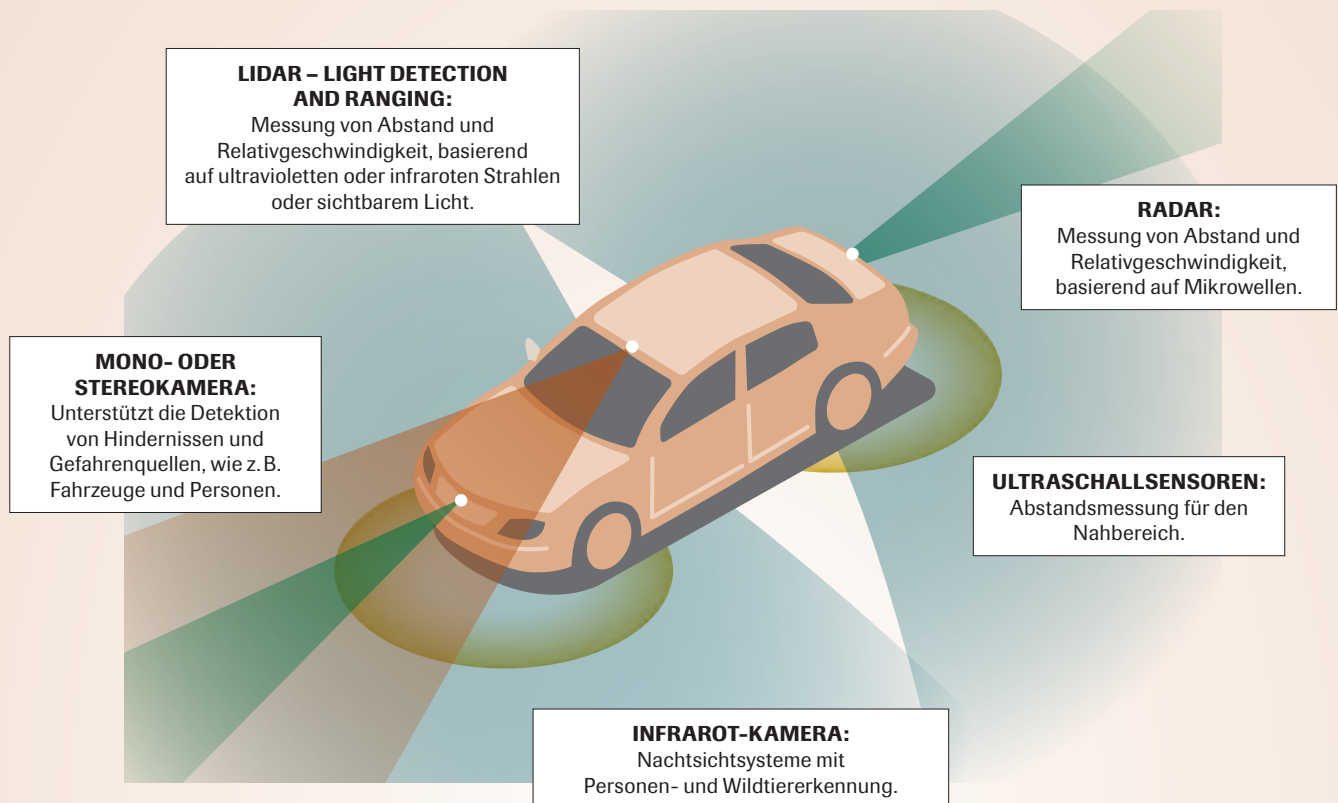 LIDAR – LIGHT DETECTION
AND RANGING:
Messung von Abstand und
Relativgeschwindigkeit, basierend
auf ultravioletten oder infraroten Strahlen
oder sichtbarem Licht.
RADAR:
Messung von Abstand und
Relativgeschwindigkeit,
basierend auf Mikrowellen.
MONO- ODER
STEREOKAMERA:
Unterstützt die Detektion
von Hindernissen und
Gefahrenquellen, wie z. B.
Fahrzeuge und Personen.
ULTRASCHALLSENSOREN:
Abstandsmessung für den
Nahbereich.
INFRAROT-KAMERA:
Nachtsichtsysteme mit
Personen- und Wildtiererkennung.